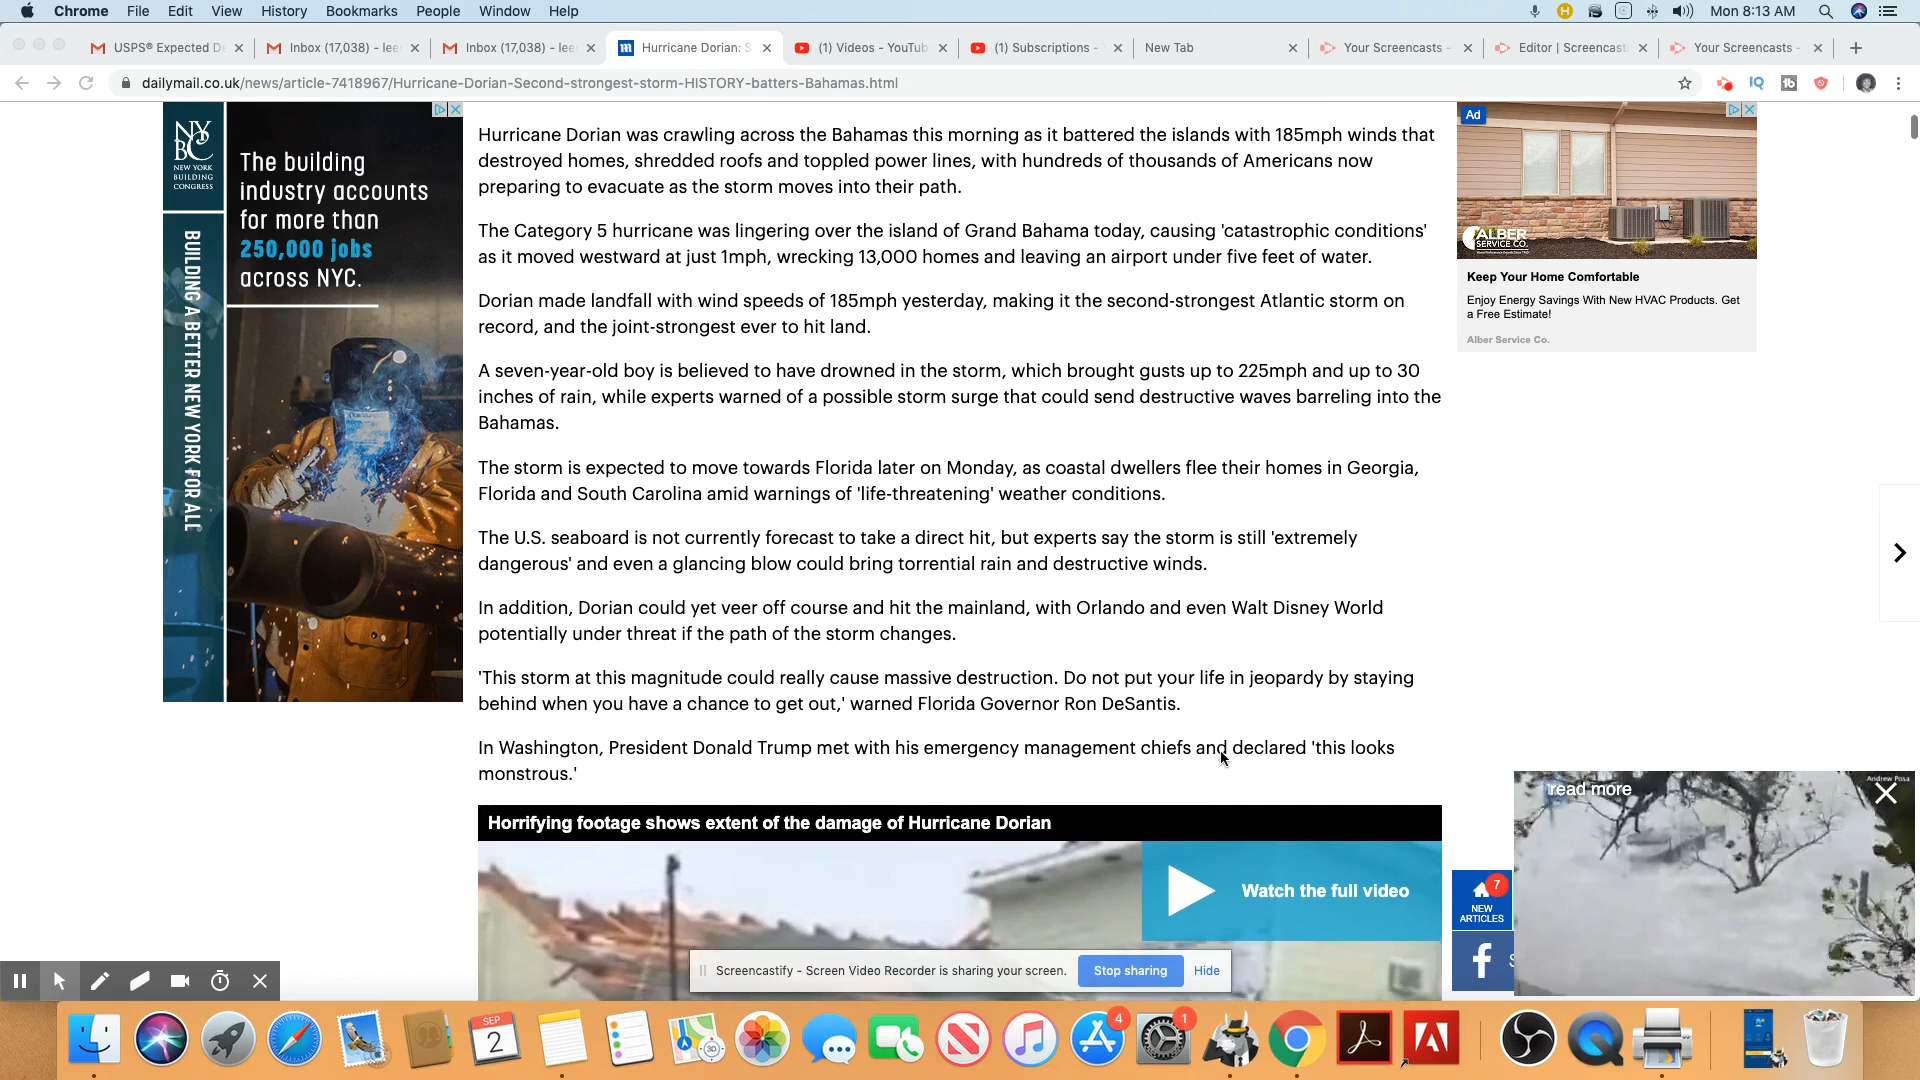 Chrome File Edit View History Bookmarks People Window Help
Mon 8:13 AM
USPS® Expected D
Inbox (17,038) - lee
Inbox (17,038) - lee
Hurricane Dorian: S
(1) Videos - YouTub
(1) Subscriptions -
New Tab
Your Screencasts -
Editor | Screencasti
Your Screencasts -
dailymail.co.uk/news/article-7418967/Hurricane-Dorian-Second-strongest-storm-HISTORY-batters-Bahamas.html
NY
BC
NEW YORK
BUILDING
CONGRESS
BUILDING A BETTER NEW YORK FOR ALL
The building
industry accounts
for more than
250,000 jobs
across NYC.
Hurricane Dorian was crawling across the Bahamas this morning as it battered the islands with 185mph winds that
destroyed homes, shredded roofs and toppled power lines, with hundreds of thousands of Americans now
preparing to evacuate as the storm moves into their path.
The Category 5 hurricane was lingering over the island of Grand Bahama today, causing 'catastrophic conditions'
as it moved westward at just 1mph, wrecking 13,000 homes and leaving an airport under five feet of water.
Dorian made landfall with wind speeds of 185mph yesterday, making it the second-strongest Atlantic storm on
record, and the joint-strongest ever to hit land.
A seven-year-old boy is believed to have drowned in the storm, which brought gusts up to 225mph and up to 30
inches of rain, while experts warned of a possible storm surge that could send destructive waves barreling into the
Bahamas.
The storm is expected to move towards Florida later on Monday, as coastal dwellers flee their homes in Georgia,
Florida and South Carolina amid warnings of 'life-threatening' weather conditions.
The U.S. seaboard is not currently forecast to take a direct hit, but experts say the storm is still 'extremely
dangerous' and even a glancing blow could bring torrential rain and destructive winds.
In addition, Dorian could yet veer off course and hit the mainland, with Orlando and even Walt Disney World
potentially under threat if the path of the storm changes.
'This storm at this magnitude could really cause massive destruction. Do not put your life in jeopardy by staying
behind when you have a chance to get out,' warned Florida Governor Ron DeSantis.
In Washington, President Donald Trump met with his emergency management chiefs and declared 'this looks
monstrous.'
Horrifying footage shows extent of the damage of Hurricane Dorian
Watch the full video
Ad
ALBER
SERVICE CO.
Keep Your Home Comfortable
Enjoy Energy Savings With New HVAC Products. Get
a Free Estimate!
Alber Service Co.
Andrew Posa
read more
7
NEW
ARTICLES
Screencastify - Screen Video Recorder is sharing your screen.
Stop sharing
Hide
SEP
2
3D
4
1